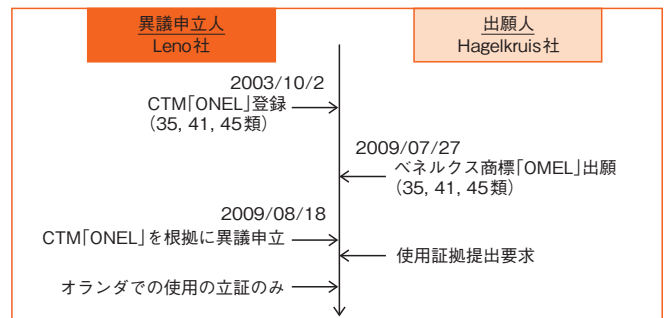 異議申立人
Leno社
出願人
Hagelkruis社
2003/10/2
CTM「ONEL」登録
（35, 41, 45類）
2009/07/27
ベネルクス商標「OMEL」出願
（35, 41, 45類）
2009/08/18
CTM「ONEL」を根拠に異議申立
使用証拠提出要求
オランダでの使用の立証のみ